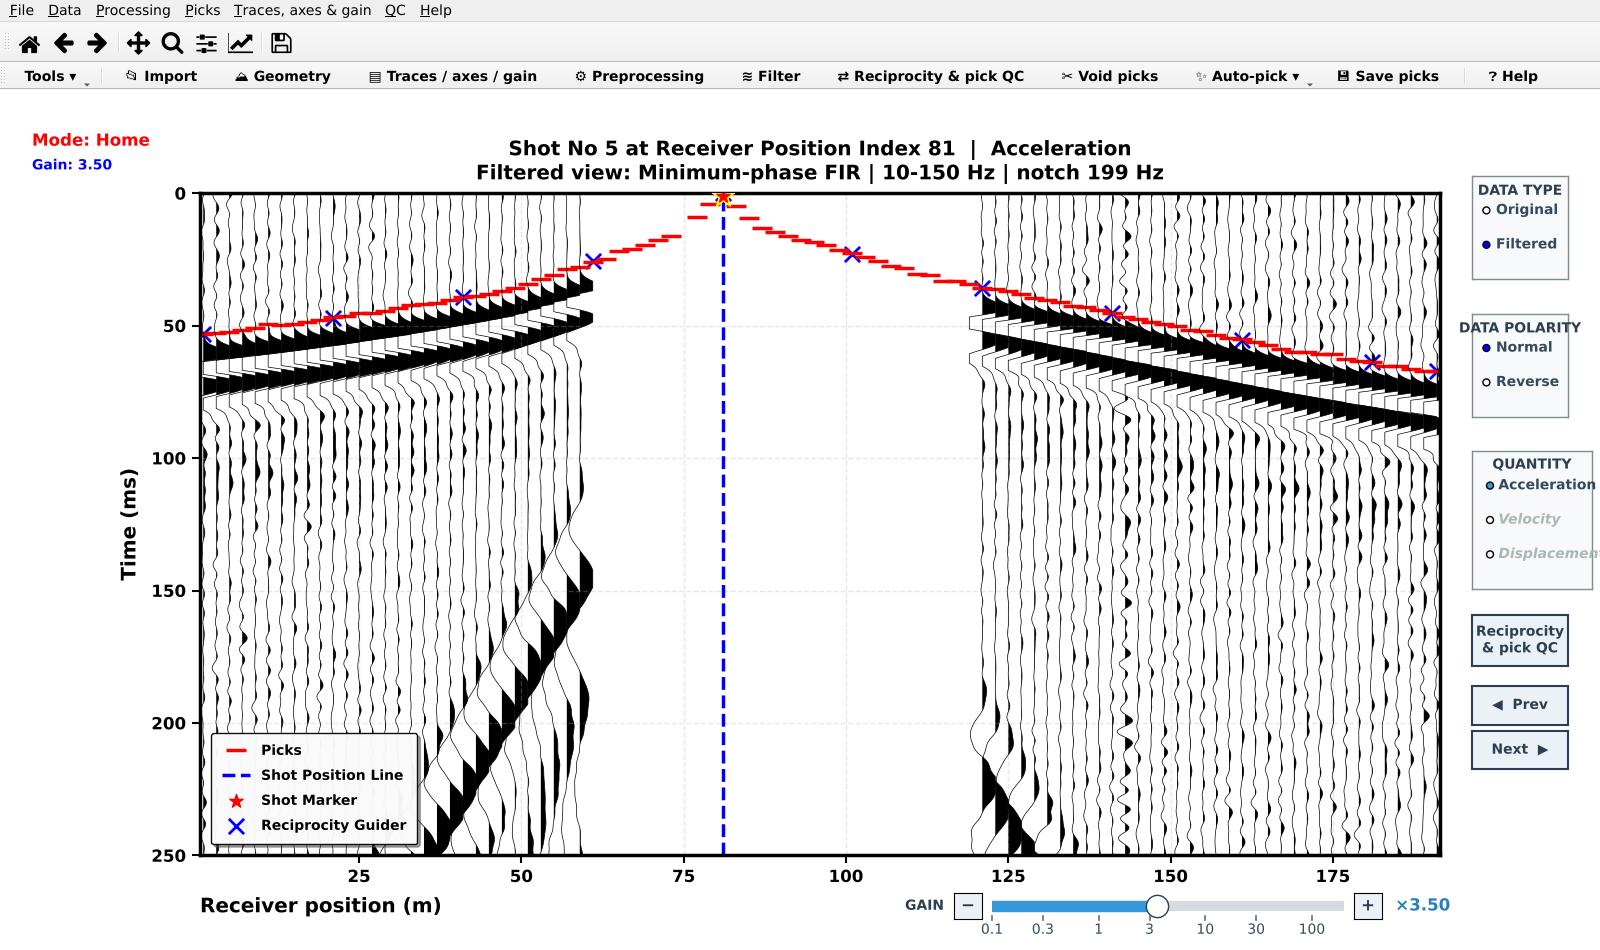 File Data Processing Picks Traces, axes & gain QC Help
Tools ▾ Import Geometry Traces / axes / gain Preprocessing Filter Reciprocity & pick QC Void picks Auto-pick ▾ Save picks ? Help
Mode: Home
Gain: 3.50
Shot No 5 at Receiver Position Index 81 | Acceleration
Filtered view: Minimum-phase FIR | 10-150 Hz | notch 199 Hz
0
50
100
150
200
250
Time (ms)
25 50 75 100 125 150 175
Receiver position (m)
Picks
Shot Position Line
Shot Marker
Reciprocity Guider
DATA TYPE
Original
Filtered
DATA POLARITY
Normal
Reverse
QUANTITY
Acceleration
Velocity
Displacemen
Reciprocity
& pick QC
◀ Prev
Next ▶
GAIN − + ×3.50
0.1 0.3 1 3 10 30 100